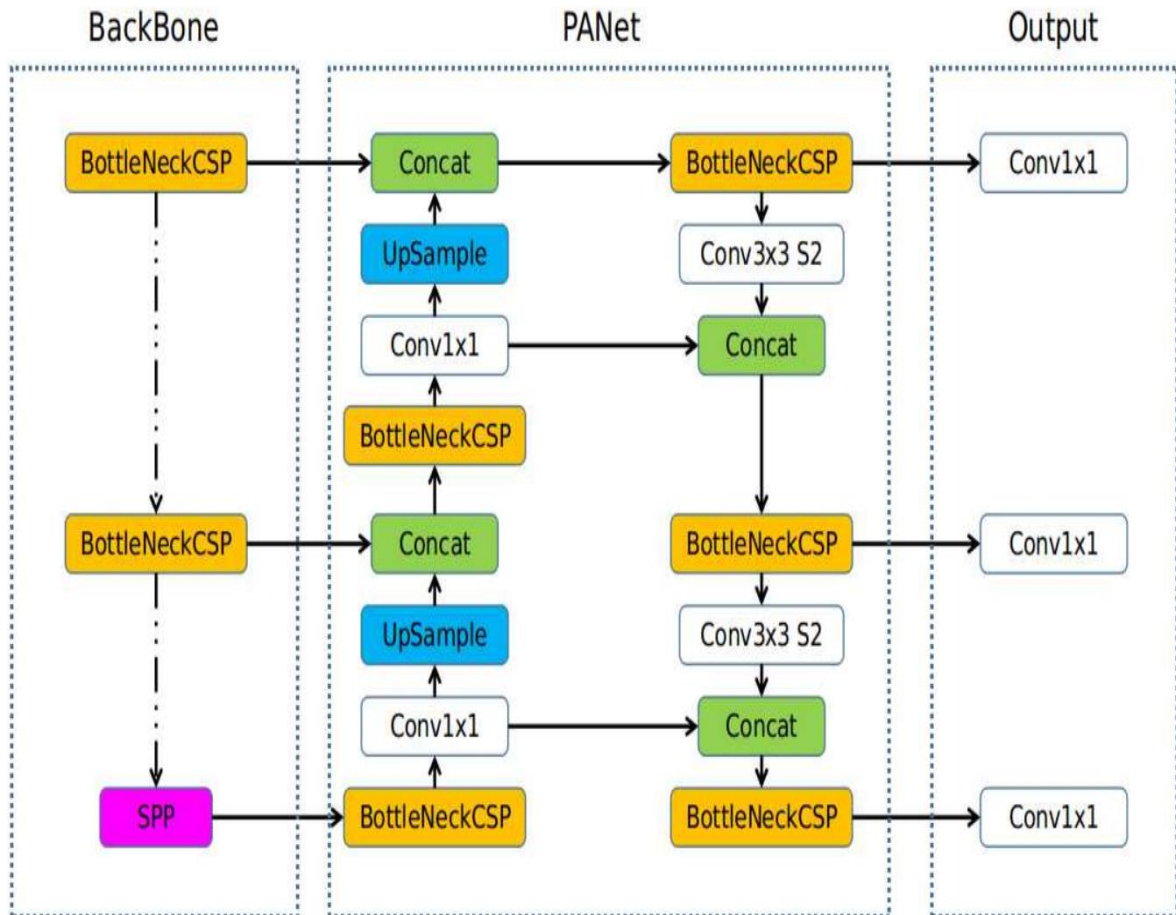 BackBone
PANet
Output
BottleNeckCSP
Concat
BottleNeckCSP
Conv1x1
UpSample
Conv3x3 S2
Conv1x1
Concat
BottleNeckCSP
BottleNeckCSP
Concat
BottleNeckCSP
Conv1x1
UpSample
Conv3x3 S2
Conv1x1
Concat
SPP
BottleNeckCSP
BottleNeckCSP
Conv1x1